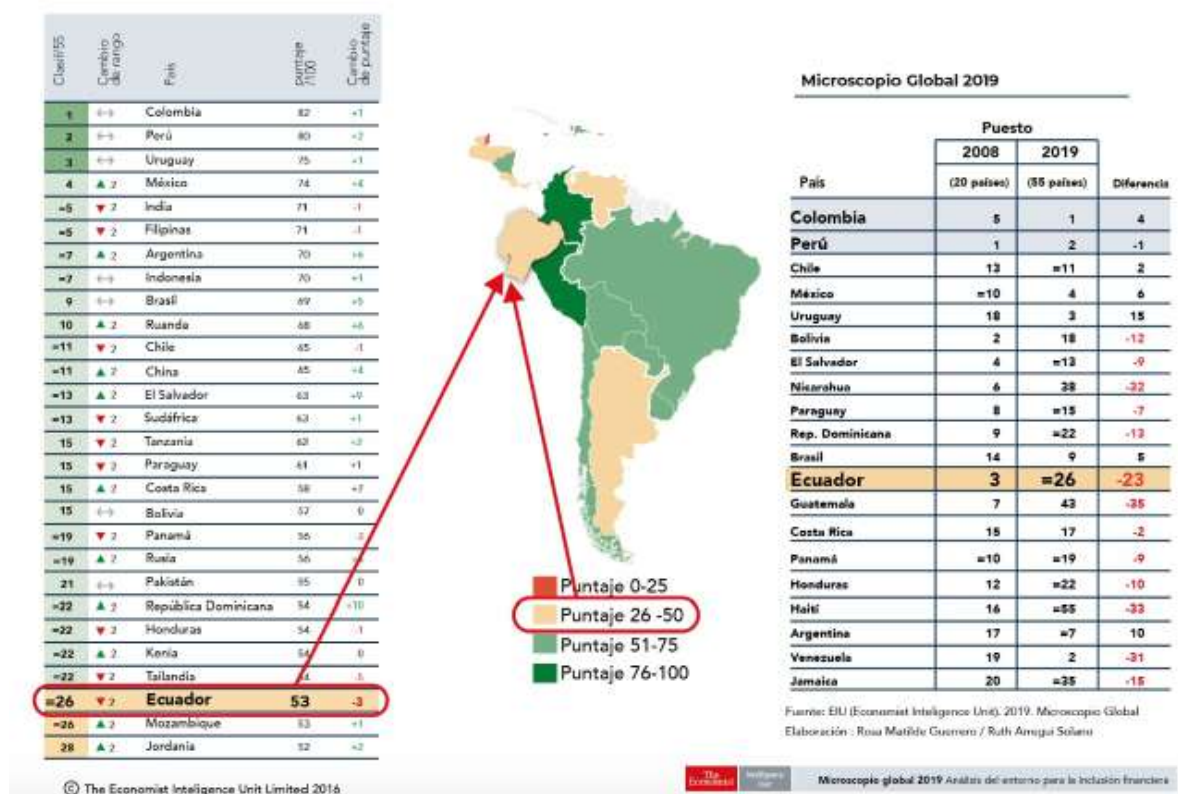 Clasif/55 Cambio de rango País puntaje /100 Cambio de puntaje
1 Colombia 82 +1
2 Perú 80 +2
3 Uruguay 75 +1
4 ▲ 2 México 74 +4
=5 ▼ 2 India 71 -1
=5 ▼ 2 Filipinas 71 -1
=7 ▲ 2 Argentina 70 +6
=7 Indonesia 70 +1
9 Brasil 69 +5
10 ▲ 2 Ruanda 68 +6
=11 ▼ 2 Chile 65 -1
=11 ▲ 2 China 65 +4
=13 ▲ 2 El Salvador 63 +9
=13 ▼ 2 Sudáfrica 63 +1
15 ▼ 2 Tanzania 62 +2
15 ▼ 2 Paraguay 61 +1
15 ▲ 2 Costa Rica 58 +7
15 Bolivia 57 0
=19 ▼ 2 Panamá 56
=19 ▲ 2 Rusia 56
21 Pakistán 0
=22 ▲ 2 República Dominicana 54 +10
=22 ▼ 2 Honduras 54 -1
=22 ▲ 2 Kenia 54 0
=22 ▼ 2 Tailandia
=26 ▼ 2 Ecuador 53 -3
=26 ▲ 2 Mozambique 53 +1
28 ▲ 2 Jordania 52 +2
© The Economist Inteligence Unit Limited 2016
Puntaje 0-25
Puntaje 26 -50
Puntaje 51-75
Puntaje 76-100
Microscopio Global 2019
Puesto
2008 2019
País (20 países) (55 países) Diferencia
Colombia 5 1 4
Perú 1 2 -1
Chile 13 =11 2
México =10 4 6
Uruguay 18 3 15
Bolivia 2 18 -12
El Salvador 4 =13 -9
Nicarahua 6 38 -32
Paraguay 8 =15 -7
Rep. Dominicana 9 =22 -13
Brasil 14 9 5
Ecuador 3 =26 -23
Guatemala 7 43 -35
Costa Rica 15 17 -2
Panamá =10 =19 -9
Honduras 12 =22 -10
Haití 16 =55 -33
Argentina 17 =7 10
Venezuela 19 2 -31
Jamaica 20 =35 -15
Fuente: EIU (Economist Inteligence Unit). 2019. Microscopio Global
Elaboración : Rosa Matilde Guerrero / Ruth Arregui Solano
The Economist Intelligence Unit
Microscopio global 2019 Análisis del entorno para la inclusión financiera